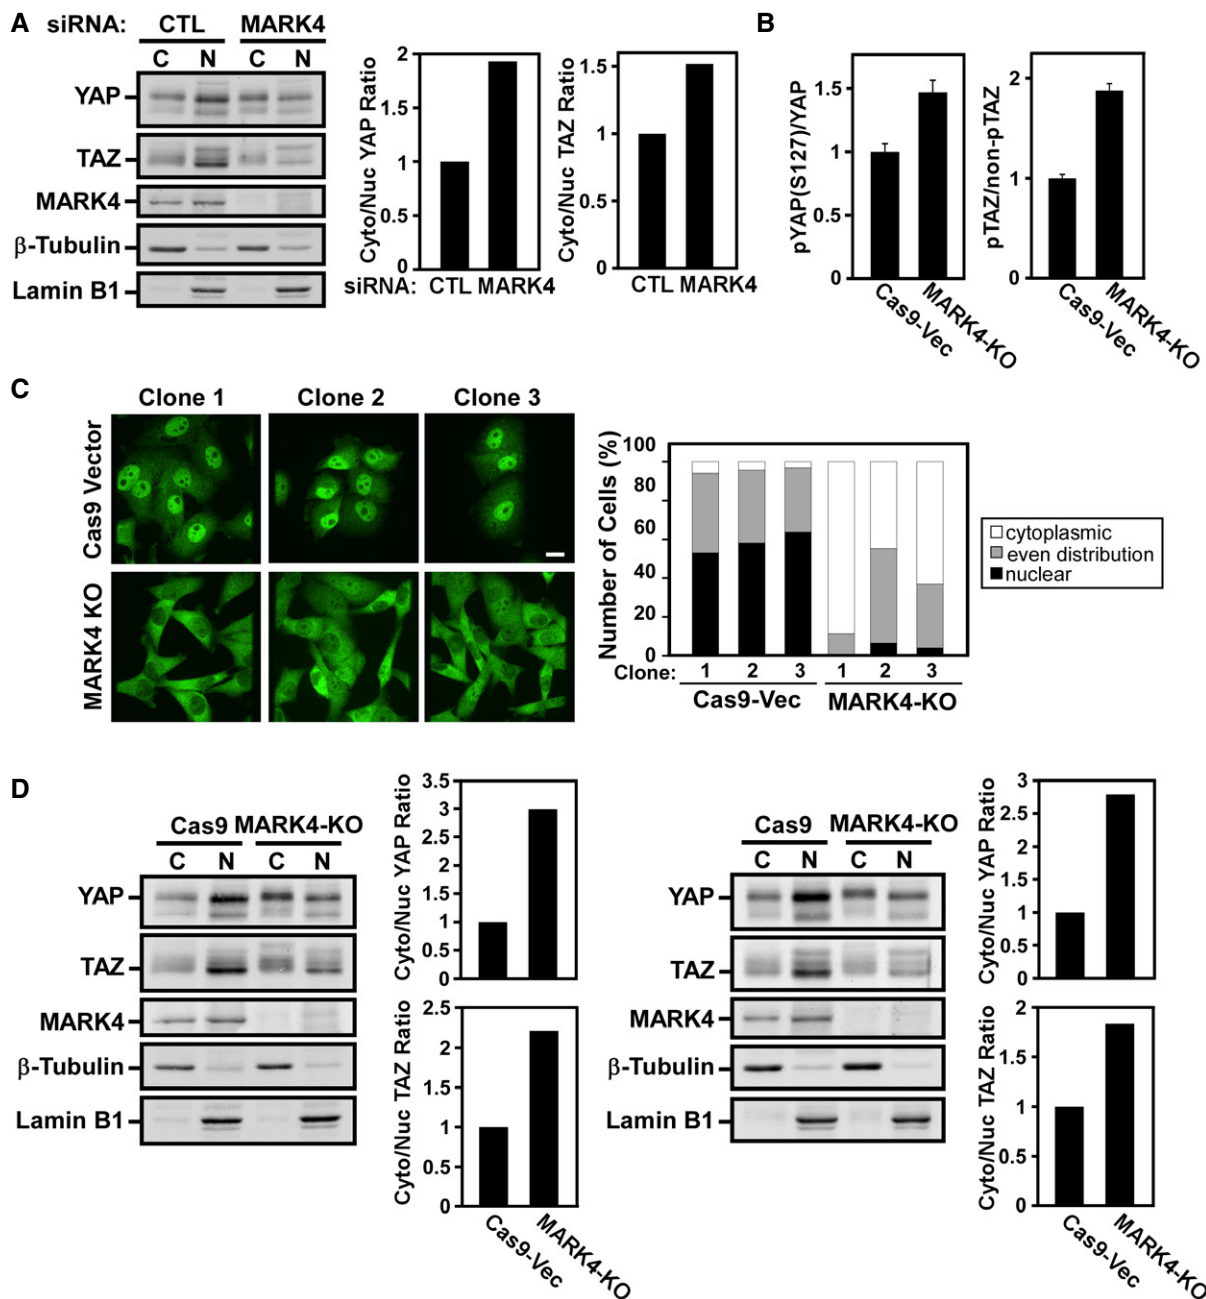 A
siRNA: CTL MARK4
C N C N
YAP
TAZ
MARK4
β-Tubulin
Lamin B1
Cyto/Nuc YAP Ratio
2
1.5
1
0.5
0
siRNA: CTL MARK4
Cyto/Nuc TAZ Ratio
1.5
1
0.5
0
CTL MARK4
B
pYAP(S127)/YAP
1.5
1
0.5
0
Cas9-Vec
MARK4-KO
pTAZ/non-pTAZ
2
1
0
Cas9-Vec
MARK4-KO
C
Clone 1 Clone 2 Clone 3
Cas9 Vector
MARK4 KO
Number of Cells (%)
100
80
60
40
20
0
Clone: 1 2 3 1 2 3
Cas9-Vec MARK4-KO
cytoplasmic
even distribution
nuclear
D
Cas9 MARK4-KO
C N C N
YAP
TAZ
MARK4
β-Tubulin
Lamin B1
Cyto/Nuc YAP Ratio
3.5
3
2.5
2
1.5
1
0.5
0
Cyto/Nuc TAZ Ratio
2.5
2
1.5
1
0.5
0
Cas9-Vec
MARK4-KO
Cas9 MARK4-KO
C N C N
YAP
TAZ
MARK4
β-Tubulin
Lamin B1
Cyto/Nuc YAP Ratio
3
2.5
2
1.5
1
0.5
0
Cyto/Nuc TAZ Ratio
2
1.5
1
0.5
0
Cas9-Vec
MARK4-KO